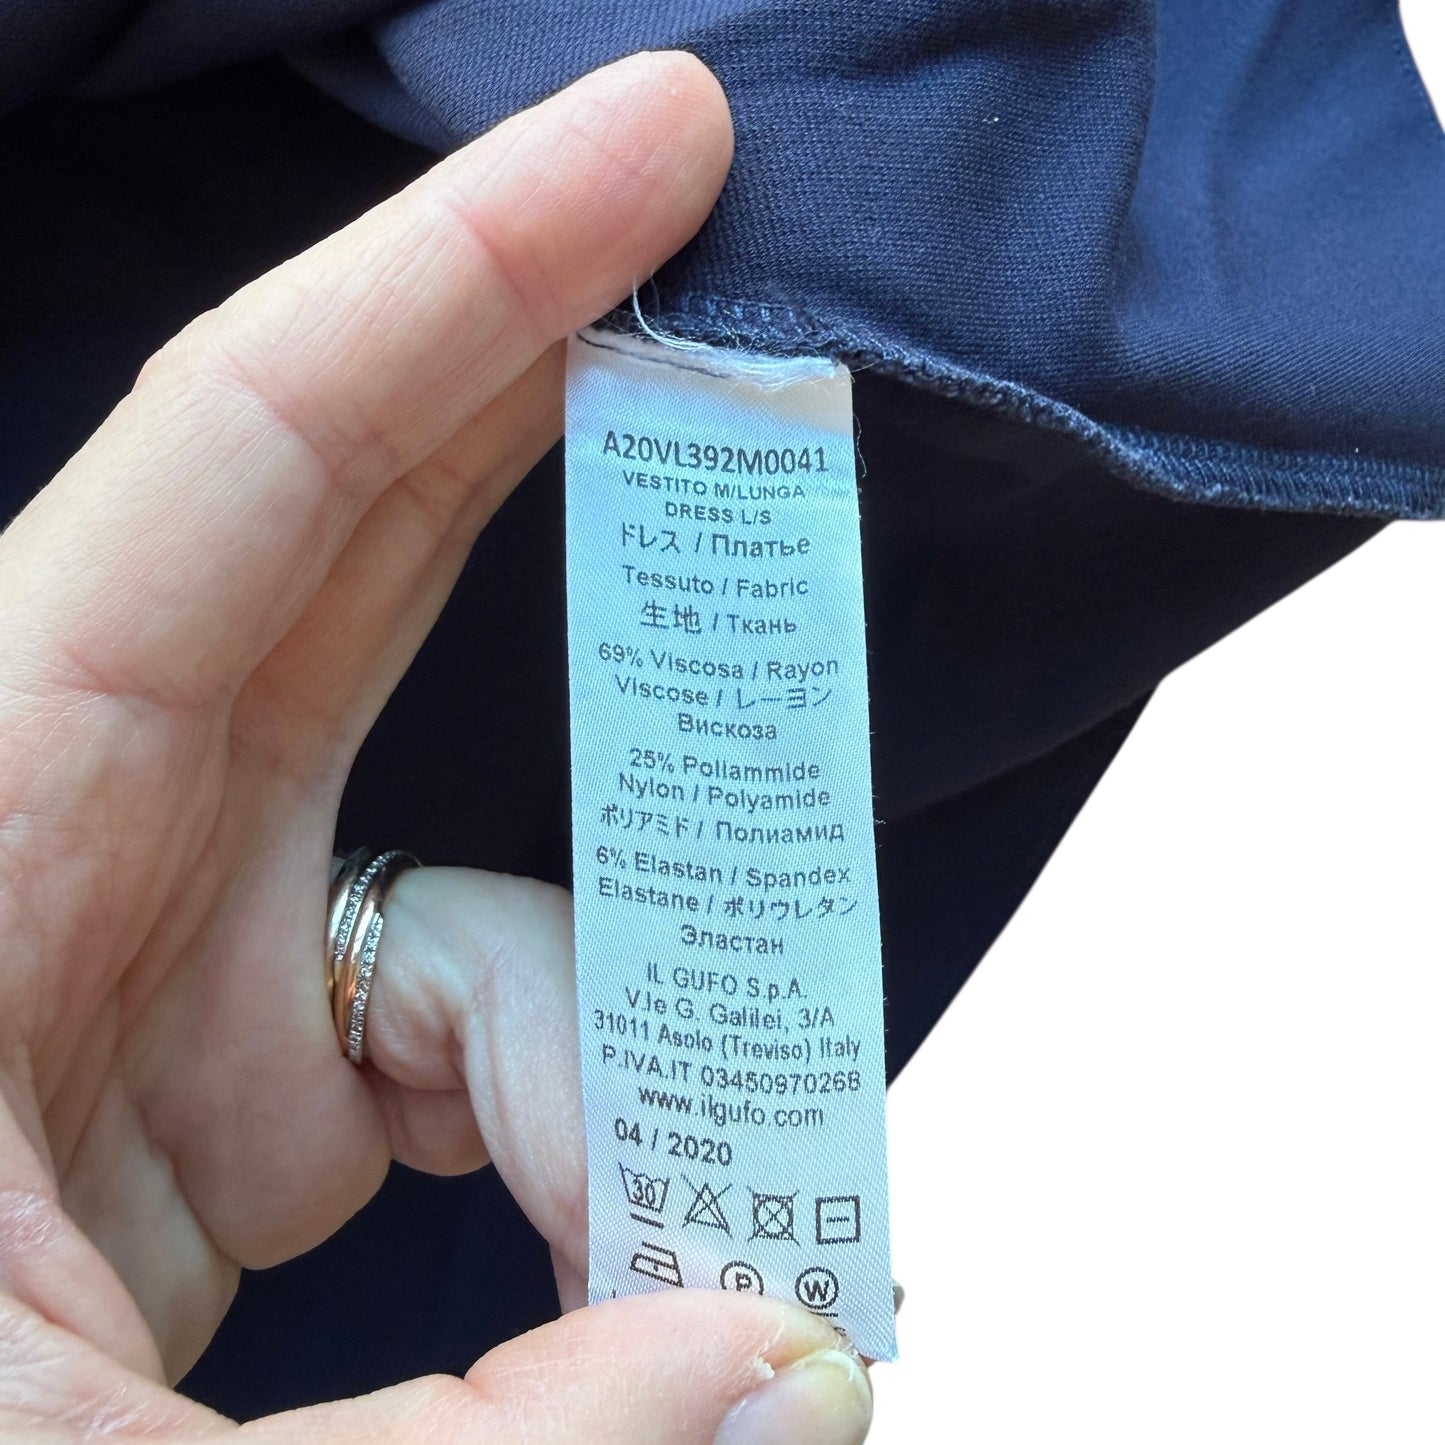 A20VL392M0041
VESTITO M/LUNGA
DRESS L/S
ドレス / Платье
Tessuto / Fabric
生地 / Ткань
69% Viscosa / Rayon
Viscose / レーヨン
Вискоза
25% Poliammide
Nylon / Polyamide
ポリアミド / Полиамид
6% Elastan / Spandex
Elastane / ポリウレタン
Эластан
IL GUFO S.p.A.
V.le G. Galilei, 3/A
31011 Asolo (Treviso) Italy
P.IVA.IT 03450970268
www.ilgufo.com
04 / 2020
30
P W